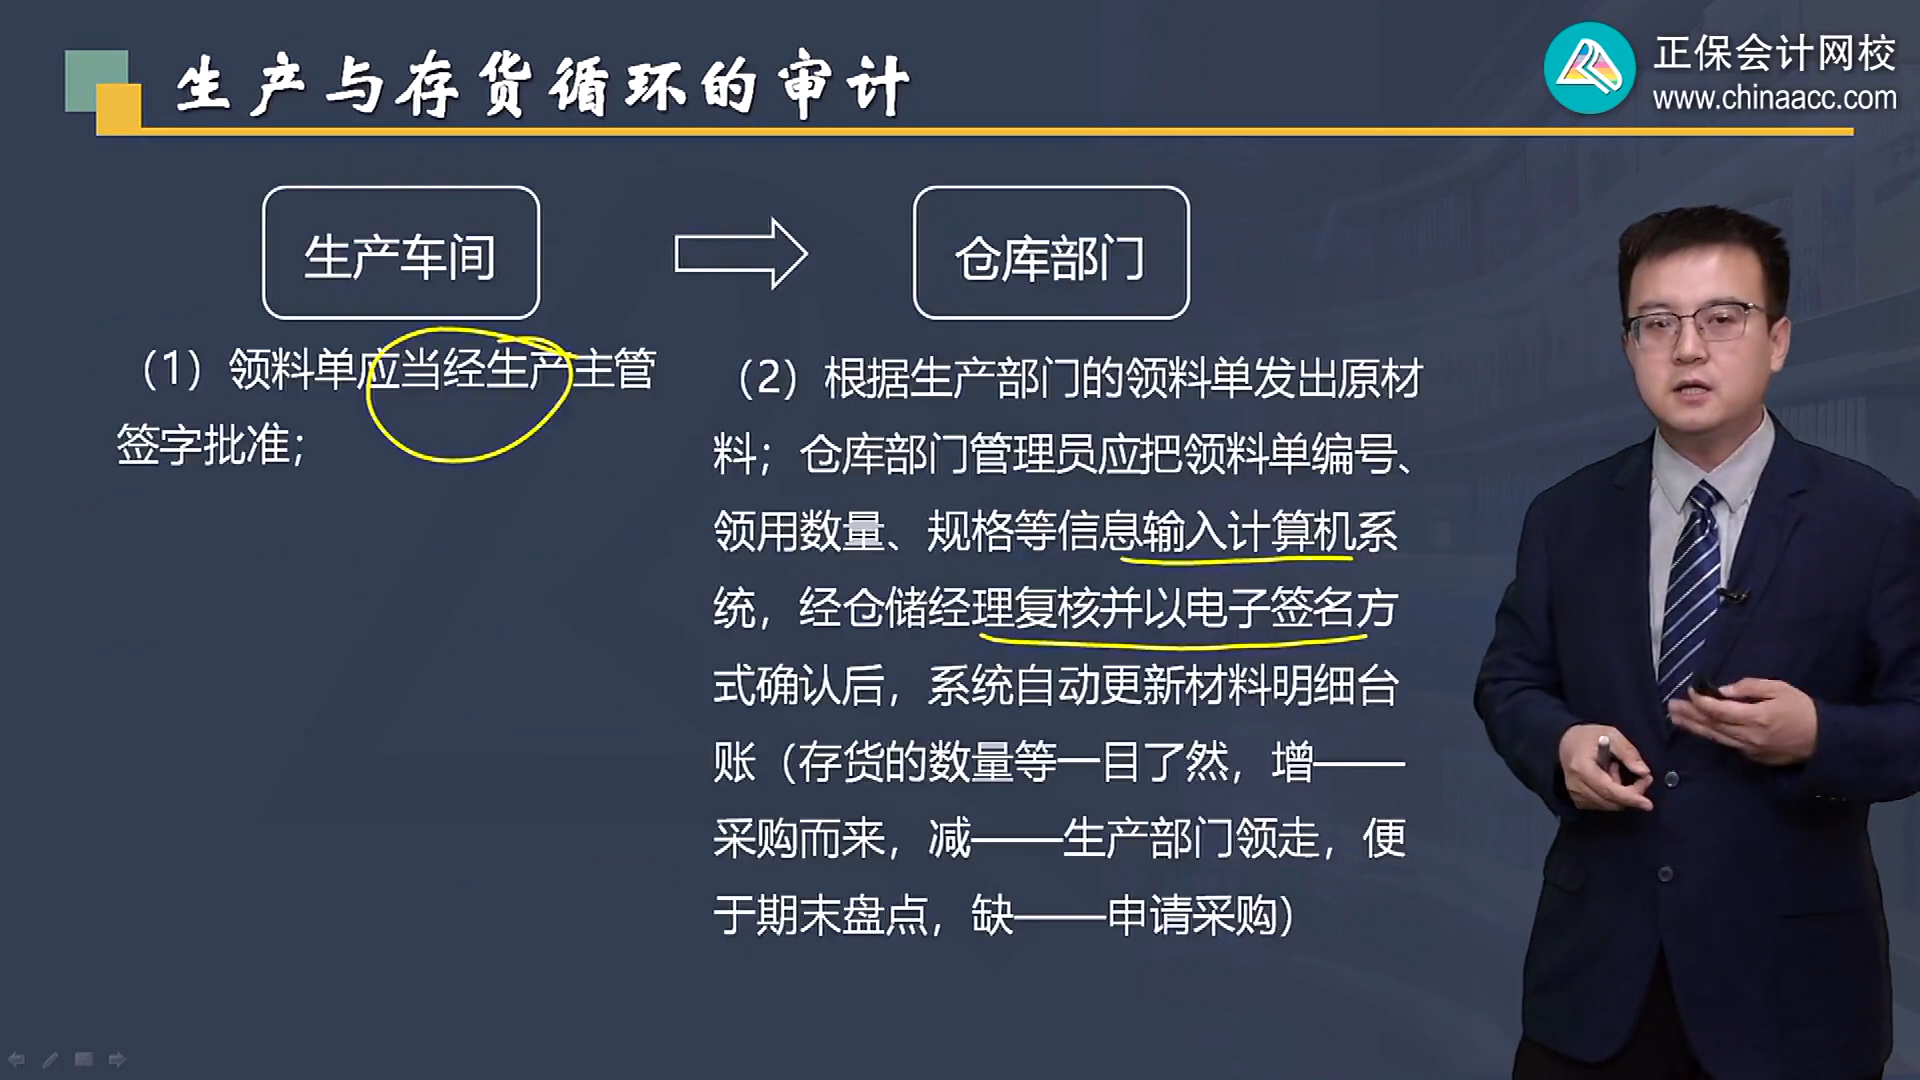 生产与存货循环的审计
正保会计网校
www.chinaacc.com
生产车间
仓库部门
（1）领料单应当经生产主管
签字批准；
（2）根据生产部门的领料单发出原材
料；仓库部门管理员应把领料单编号、
领用数量、规格等信息输入计算机系
统，经仓储经理复核并以电子签名方
式确认后，系统自动更新材料明细台
账（存货的数量等一目了然，增——
采购而来，减——生产部门领走，便
于期末盘点，缺——申请采购）